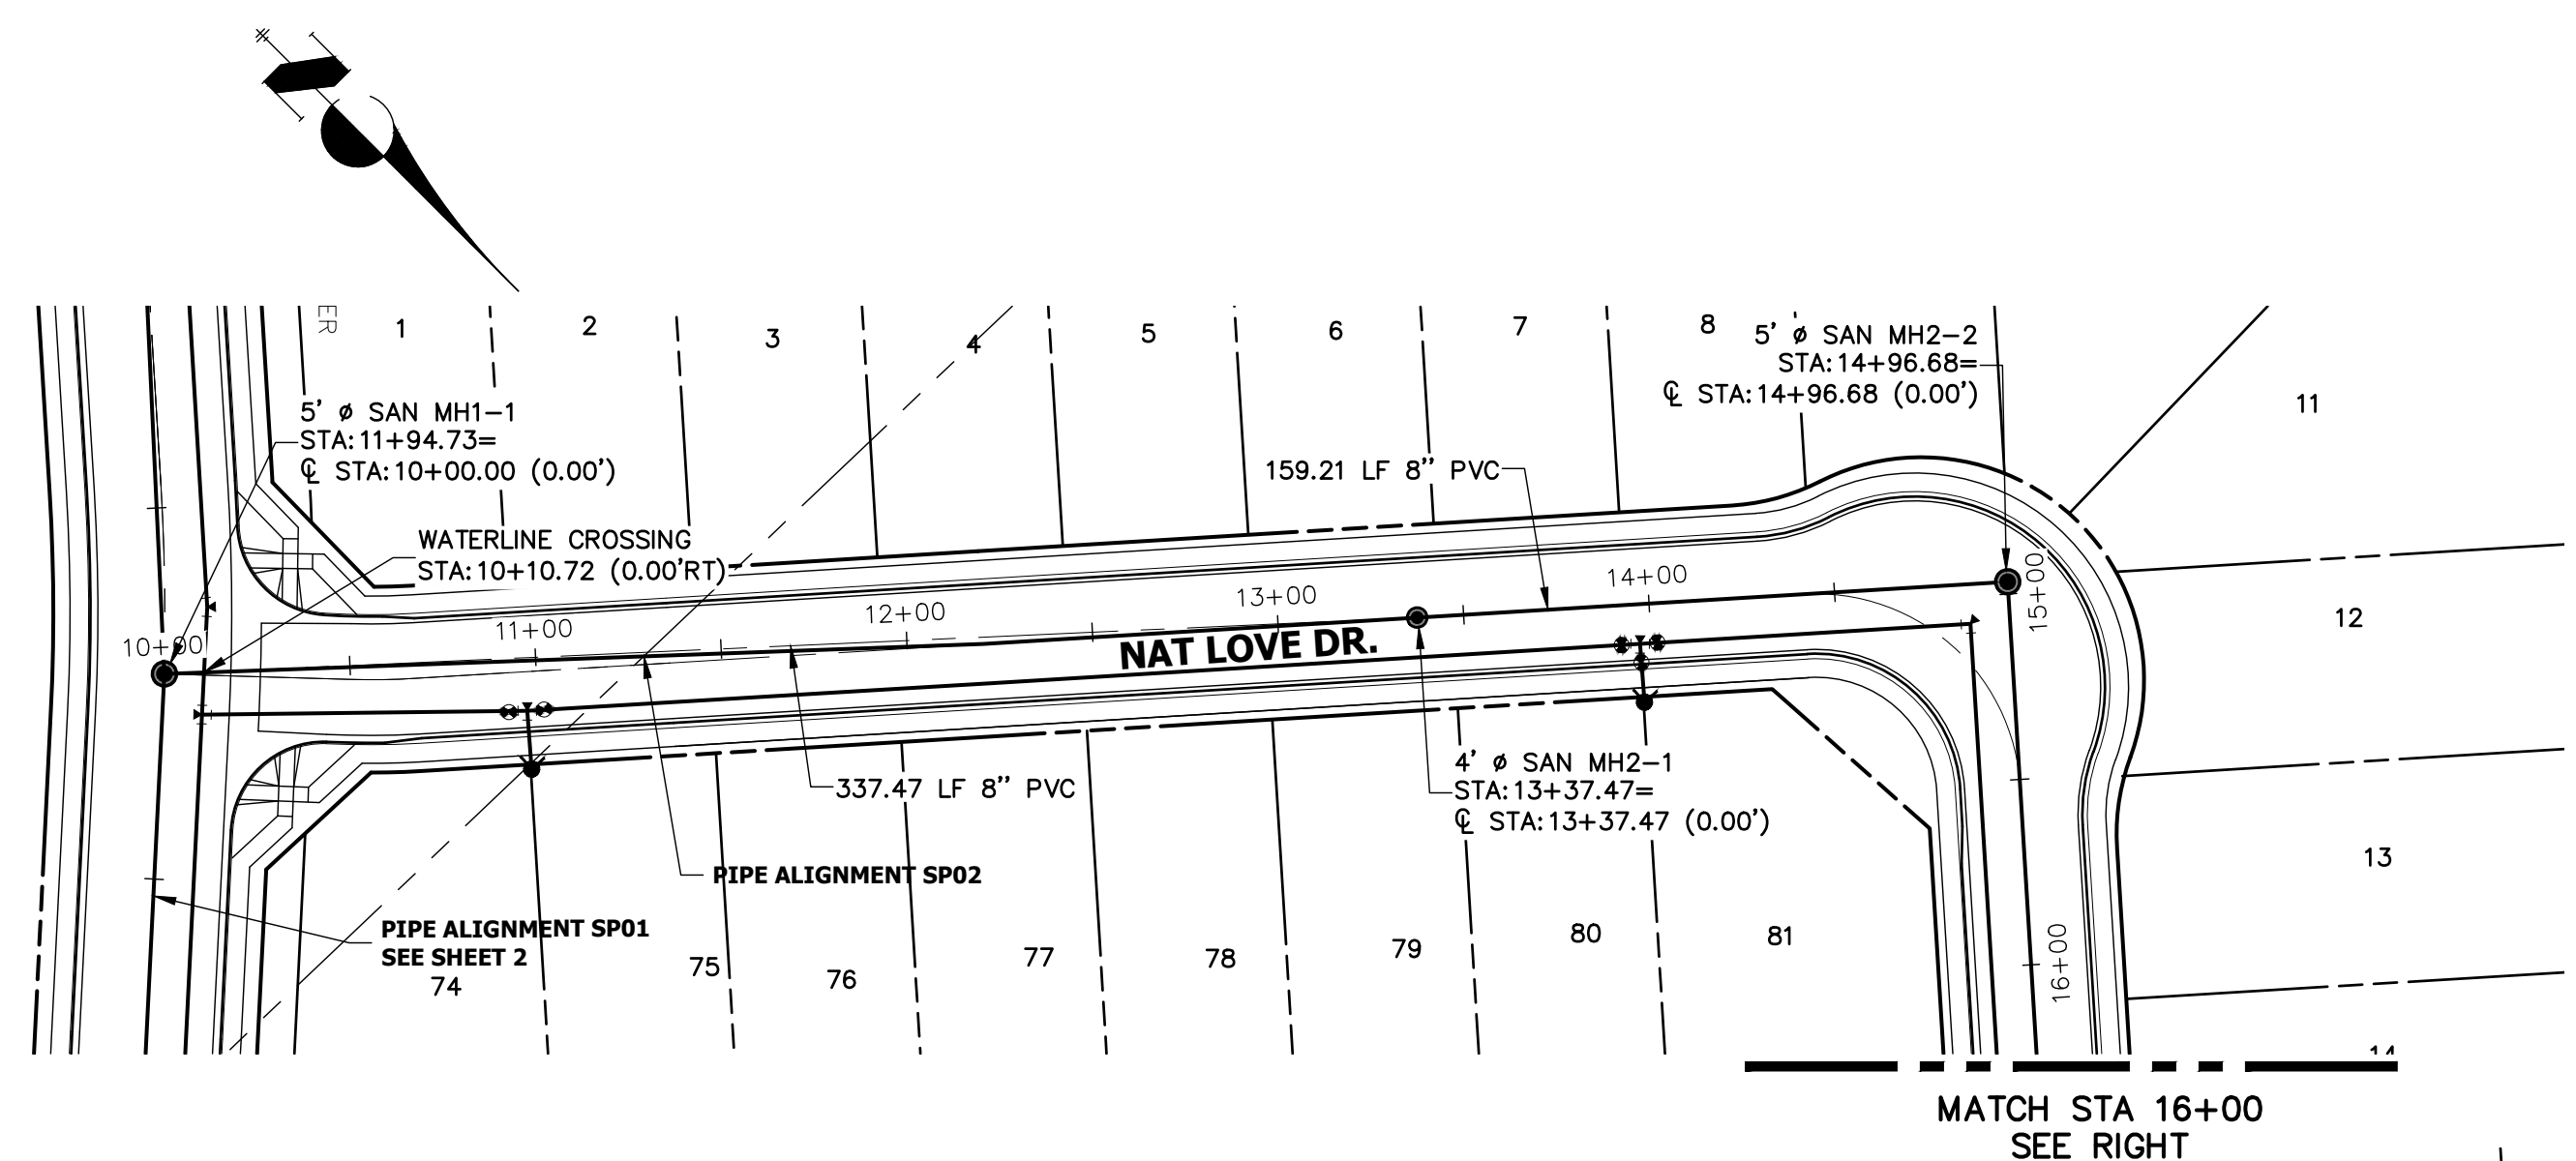 ER
1
2
3
4
5
6
7
8
5' ø SAN MH2-2
STA:14+96.68=
℄ STA:14+96.68 (0.00')
11
5' ø SAN MH1-1
STA:11+94.73=
℄ STA:10+00.00 (0.00')
159.21 LF 8" PVC
WATERLINE CROSSING
STA:10+10.72 (0.00'RT)
10+00
11+00
12+00
13+00
14+00
15+00
12
NAT LOVE DR.
4' ø SAN MH2-1
STA:13+37.47=
℄ STA:13+37.47 (0.00')
337.47 LF 8" PVC
PIPE ALIGNMENT SP02
13
PIPE ALIGNMENT SP01
SEE SHEET 2
74
75
76
77
78
79
80
81
16+00
14
MATCH STA 16+00
SEE RIGHT